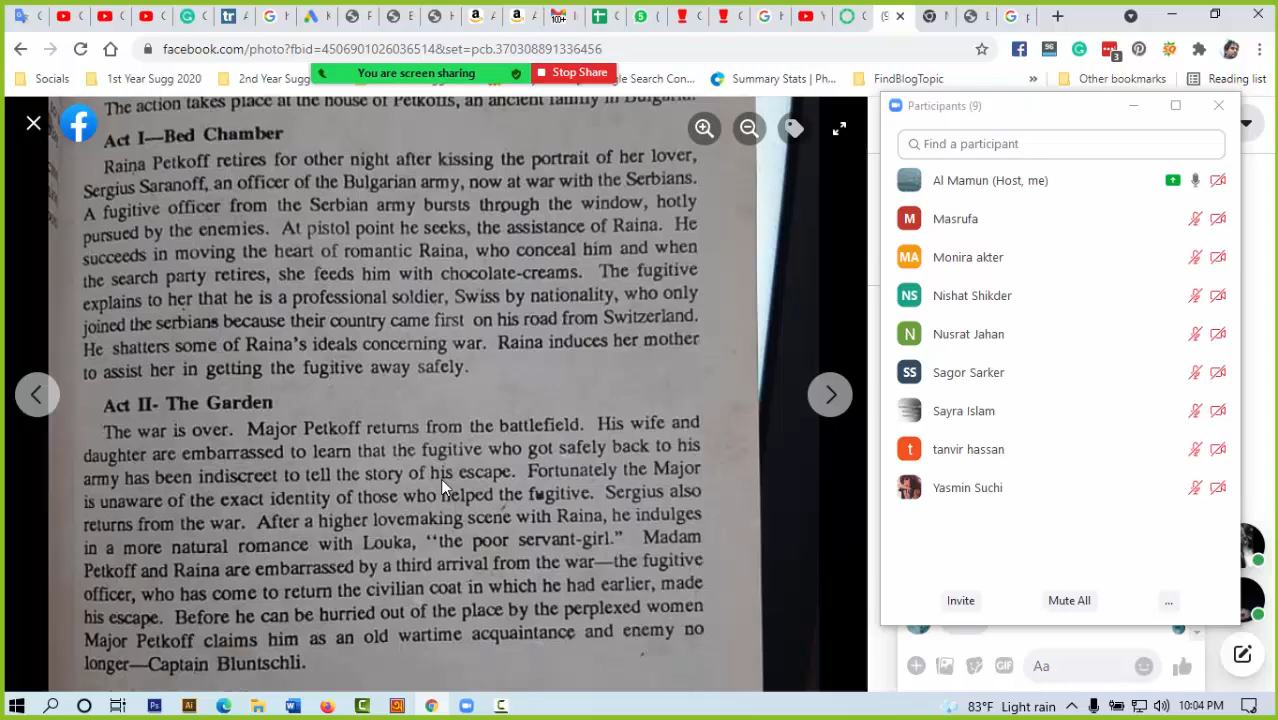 facebook.com/photo?fbid=4506901026036514&set=pcb.370308891336456
Socials
1st Year Sugg 2020
2nd Year Sugg
You are screen sharing
Stop Share
gle Search Con...
Summary Stats | Ph...
FindBlogTopic
»
Other bookmarks
Reading list
The action takes place at the house of Petkoffs, an ancient family in Bulgaria.
Act I—Bed Chamber
Raina Petkoff retires for other night after kissing the portrait of her lover,
Sergius Saranoff, an officer of the Bulgarian army, now at war with the Serbians.
A fugitive officer from the Serbian army bursts through the window, hotly
pursued by the enemies. At pistol point he seeks, the assistance of Raina. He
succeeds in moving the heart of romantic Raina, who conceal him and when
the search party retires, she feeds him with chocolate-creams. The fugitive
explains to her that he is a professional soldier, Swiss by nationality, who only
joined the serbians because their country came first on his road from Switzerland.
He shatters some of Raina's ideals concerning war. Raina induces her mother
to assist her in getting the fugitive away safely.
Act II- The Garden
The war is over. Major Petkoff returns from the battlefield. His wife and
daughter are embarrassed to learn that the fugitive who got safely back to his
army has been indiscreet to tell the story of his escape. Fortunately the Major
is unaware of the exact identity of those who helped the fugitive. Sergius also
returns from the war. After a higher lovemaking scene with Raina, he indulges
in a more natural romance with Louka, "the poor servant-girl." Madam
Petkoff and Raina are embarrassed by a third arrival from the war—the fugitive
officer, who has come to return the civilian coat in which he had earlier, made
his escape. Before he can be hurried out of the place by the perplexed women
Major Petkoff claims him as an old wartime acquaintance and enemy no
longer—Captain Bluntschli.
Participants (9)
Find a participant
Al Mamun (Host, me)
M Masrufa
MA Monira akter
NS Nishat Shikder
N Nusrat Jahan
SS Sagor Sarker
Sayra Islam
t tanvir hassan
Yasmin Suchi
Invite
Mute All
...
GIF
Aa
83°F Light rain
10:04 PM